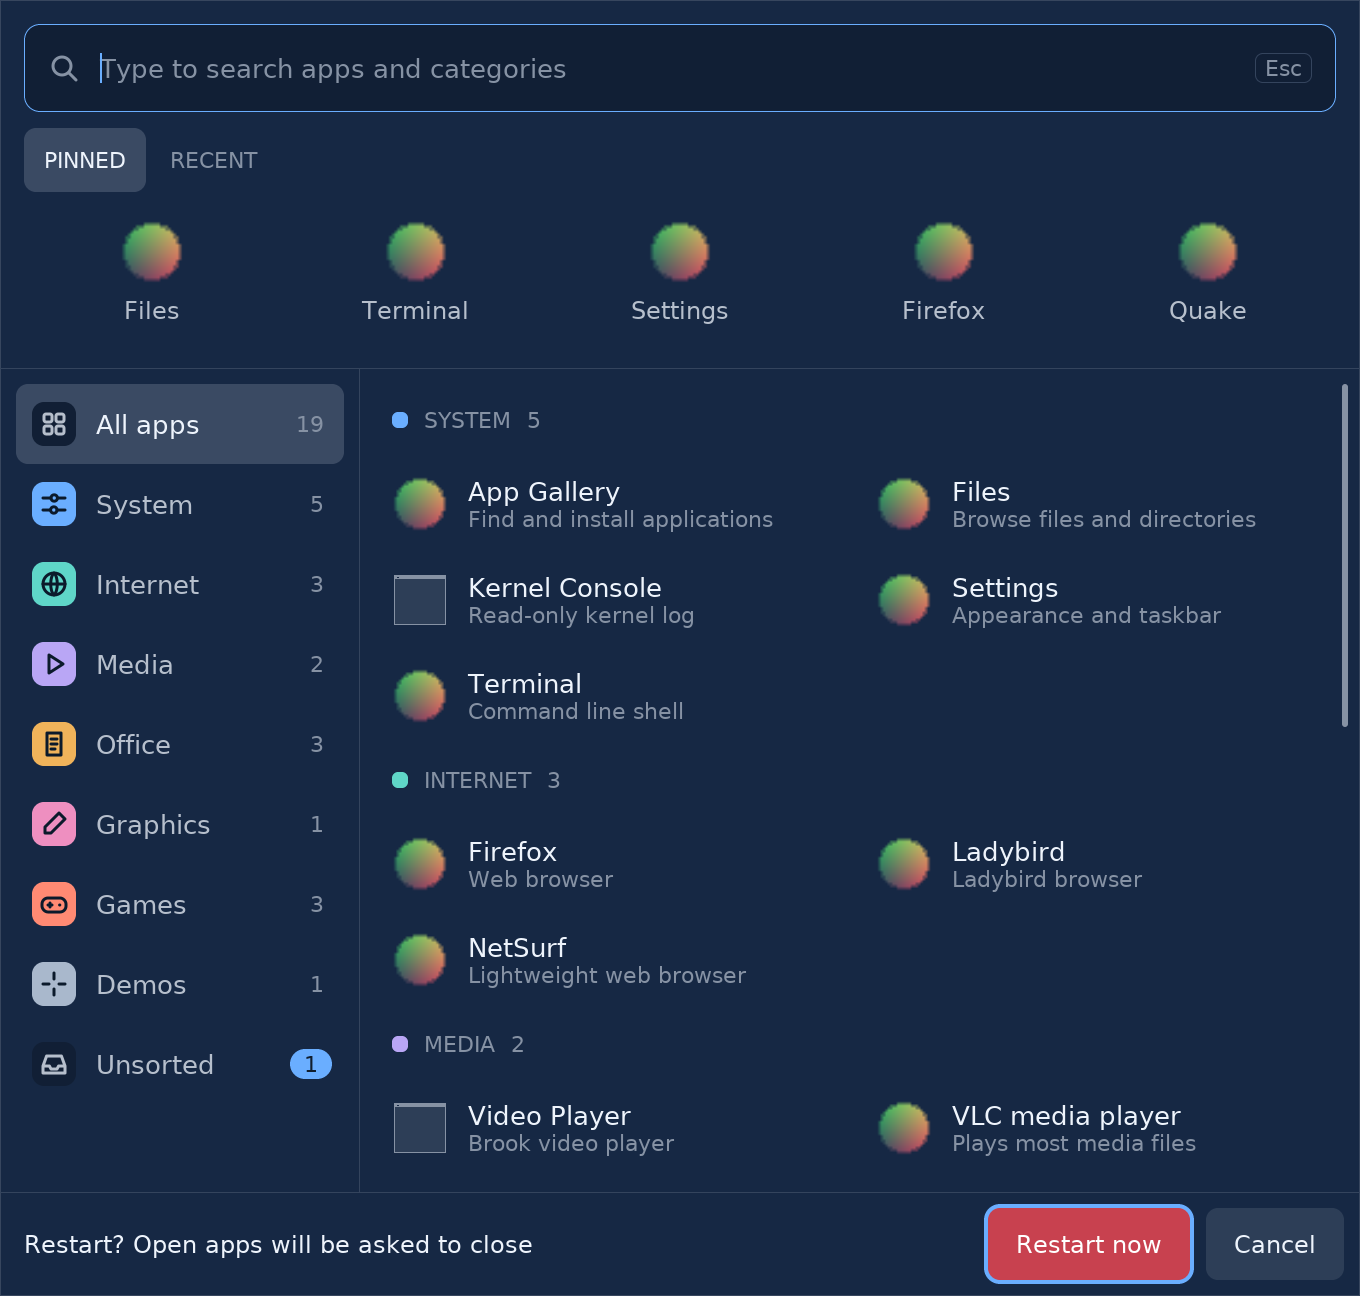 Type to search apps and categories Esc
PINNED RECENT
Files Terminal Settings Firefox Quake
All apps 19
System 5
Internet 3
Media 2
Office 3
Graphics 1
Games 3
Demos 1
Unsorted 1
SYSTEM 5
App Gallery
Find and install applications
Files
Browse files and directories
Kernel Console
Read-only kernel log
Settings
Appearance and taskbar
Terminal
Command line shell
INTERNET 3
Firefox
Web browser
Ladybird
Ladybird browser
NetSurf
Lightweight web browser
MEDIA 2
Video Player
Brook video player
VLC media player
Plays most media files
Restart? Open apps will be asked to close
Restart now Cancel